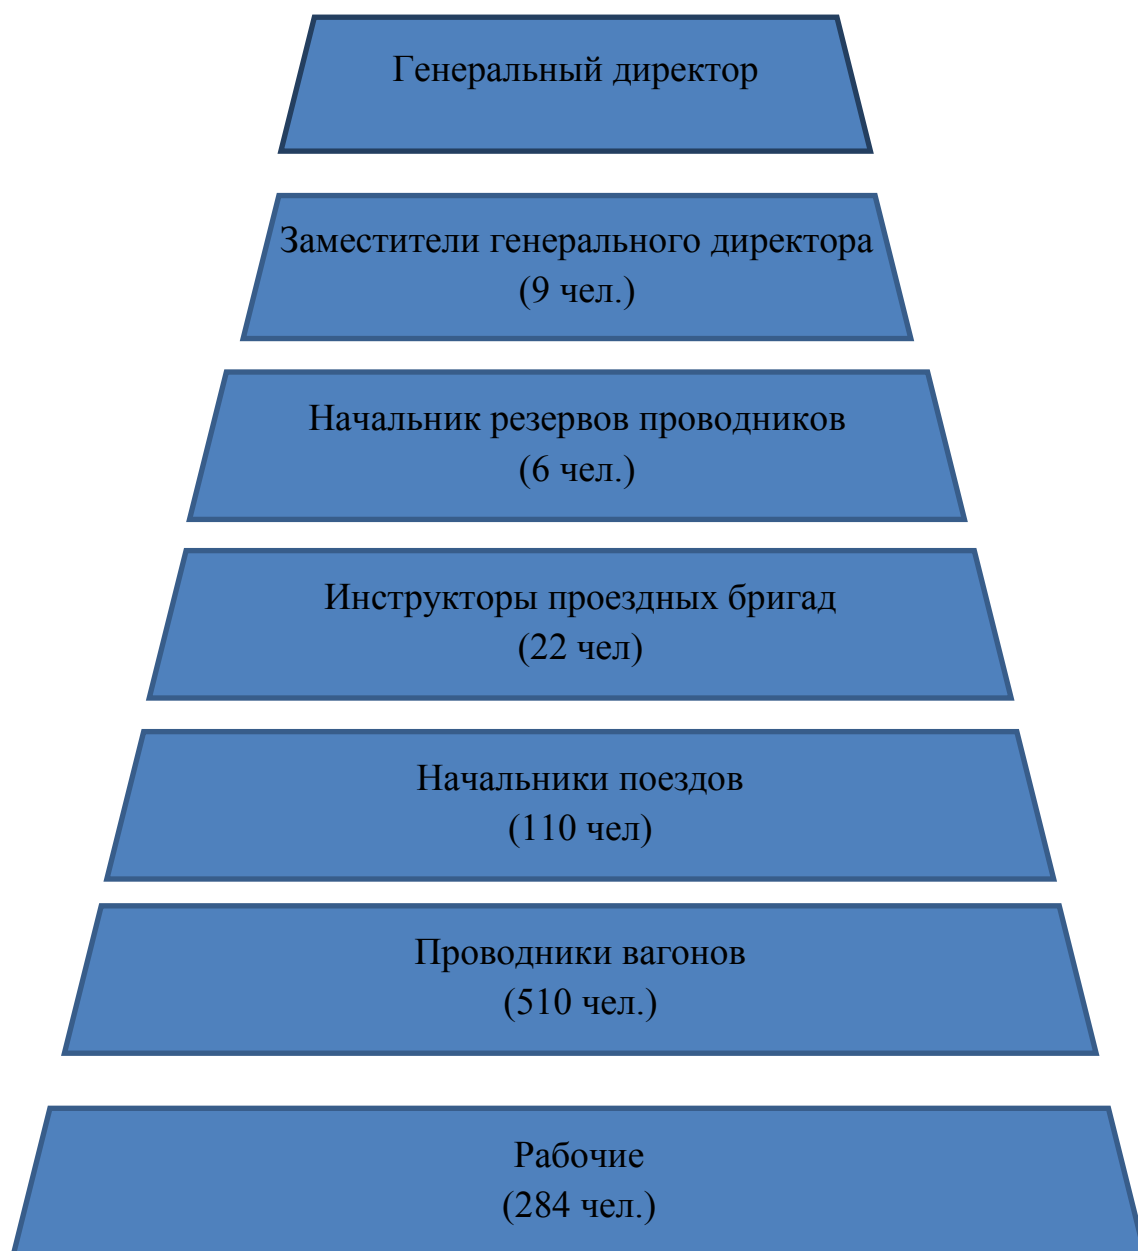 Генеральный директор
Заместители генерального директора
(9 чел.)
Начальник резервов проводников
(6 чел.)
Инструкторы проездных бригад
(22 чел)
Начальники поездов
(110 чел)
Проводники вагонов
(510 чел.)
Рабочие
(284 чел.)